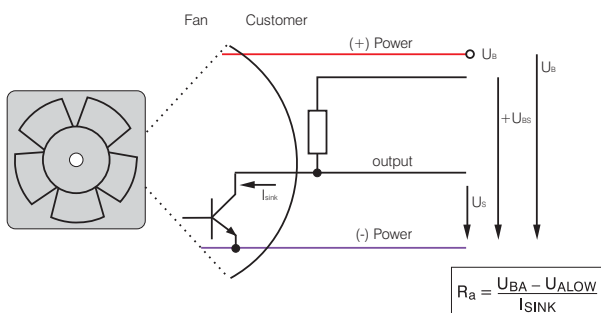 Fan Customer
(+) Power
UB
UB
+UBS
output
Isink
US
(-) Power
Ra = UBA – UALOW
ISINK